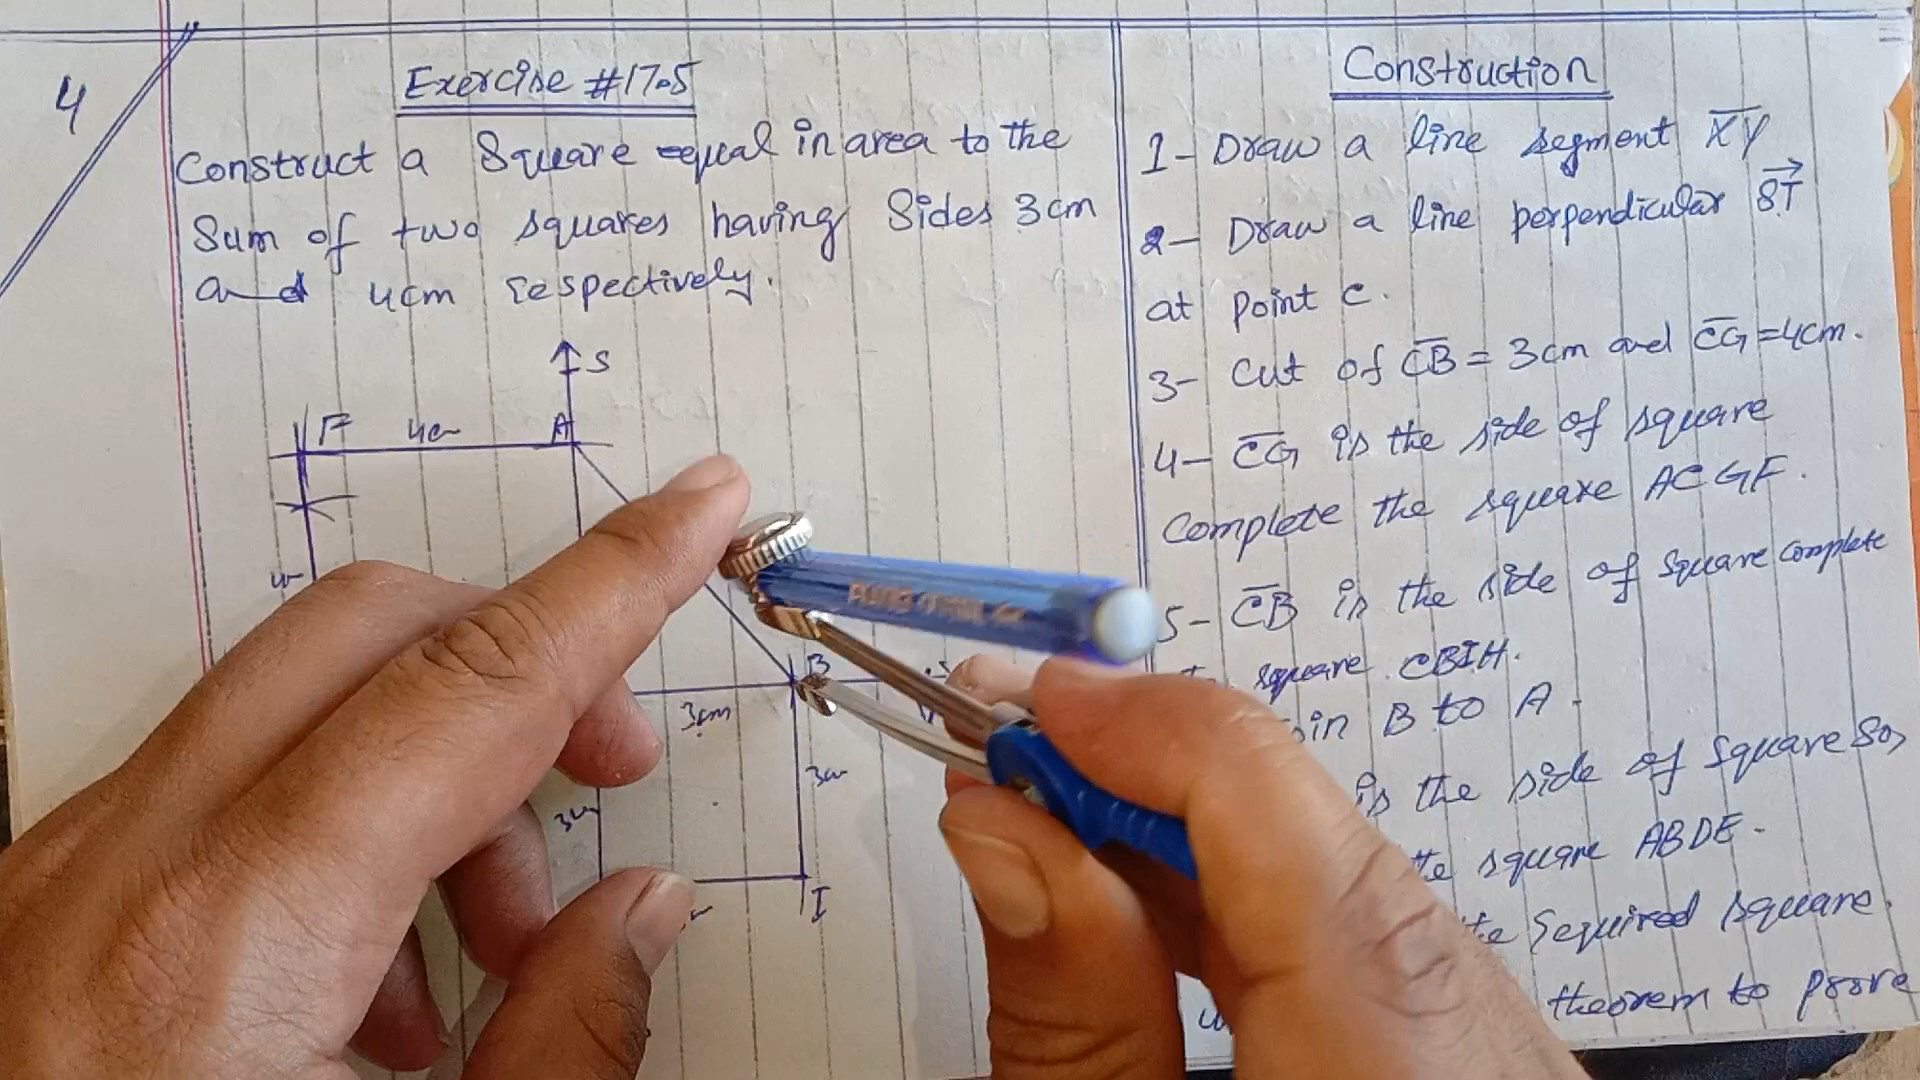 4
Exercise #17.5
Construct a Square equal in area to the
Sum of two squares having Sides 3cm
and 4cm respectively.
S
F 4cm A
W
B
3cm
3cm
3cm
I
Construction
1- Draw a line segment XY
2- Draw a line perpendicular ST
at point C.
3- Cut of CB = 3cm and CG = 4cm.
4- CG is the side of square
Complete the square ACGF.
5- CB is the side of square complete
square CBIH.
B to A.
is the side of square So,
the square ABDE.
the required square.
theorem to prove